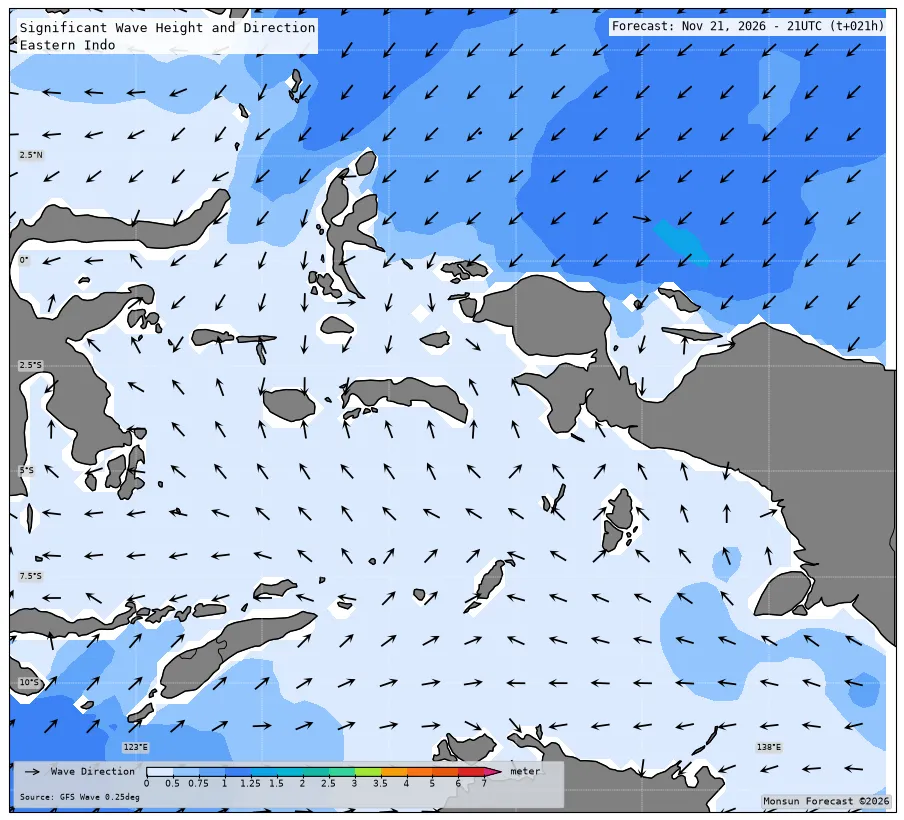 Significant Wave Height and Direction
Eastern Indo
Forecast: Nov 21, 2026 - 21UTC (t+021h)
2.5°N
0°
2.5°S
5°S
7.5°S
10°S
123°E
138°E
Wave Direction
meter
0 0.5 0.75 1 1.25 1.5 2 2.5 3 3.5 4 5 6 7
Source: GFS Wave 0.25deg
Monsun Forecast ©2026